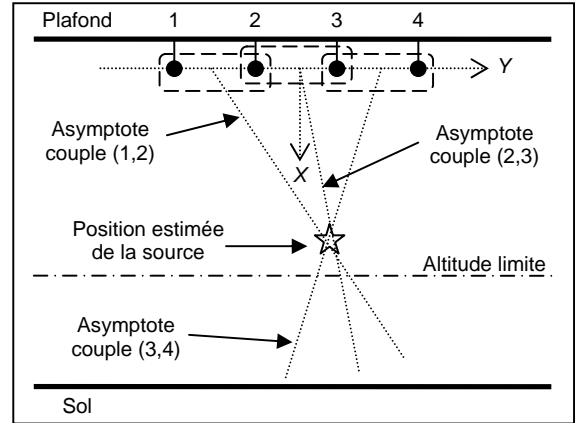 Plafond 1 2 3 4
Y
Asymptote
couple (1,2)
X
Asymptote
couple (2,3)
Position estimée
de la source
Altitude limite
Asymptote
couple (3,4)
Sol